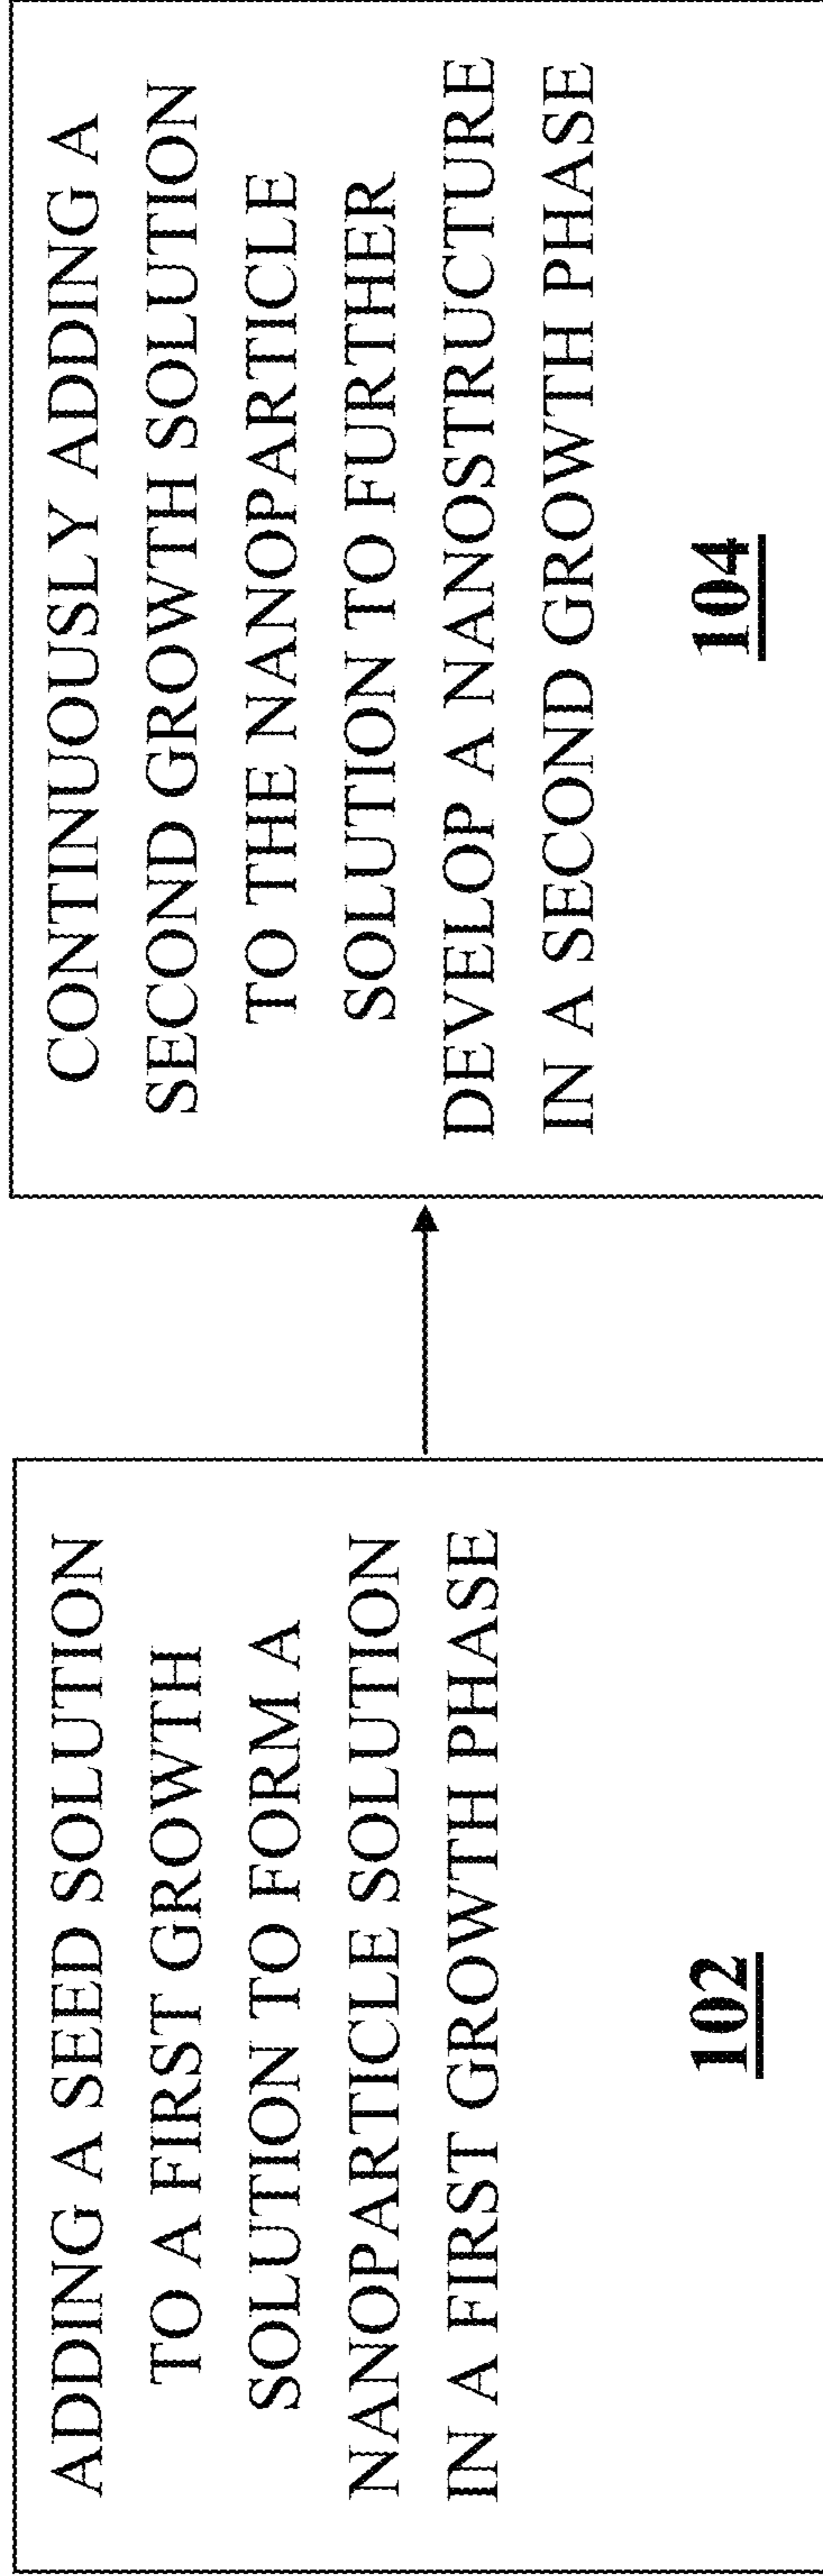 ADDING A SEED SOLUTION
TO A FIRST GROWTH
SOLUTION TO FORM A
NANOPARTICLE SOLUTION
IN A FIRST GROWTH PHASE
102
CONTINUOUSLY ADDING A
SECOND GROWTH SOLUTION
TO THE NANOPARTICLE
SOLUTION TO FURTHER
DEVELOP A NANOSTRUCTURE
IN A SECOND GROWTH PHASE
104